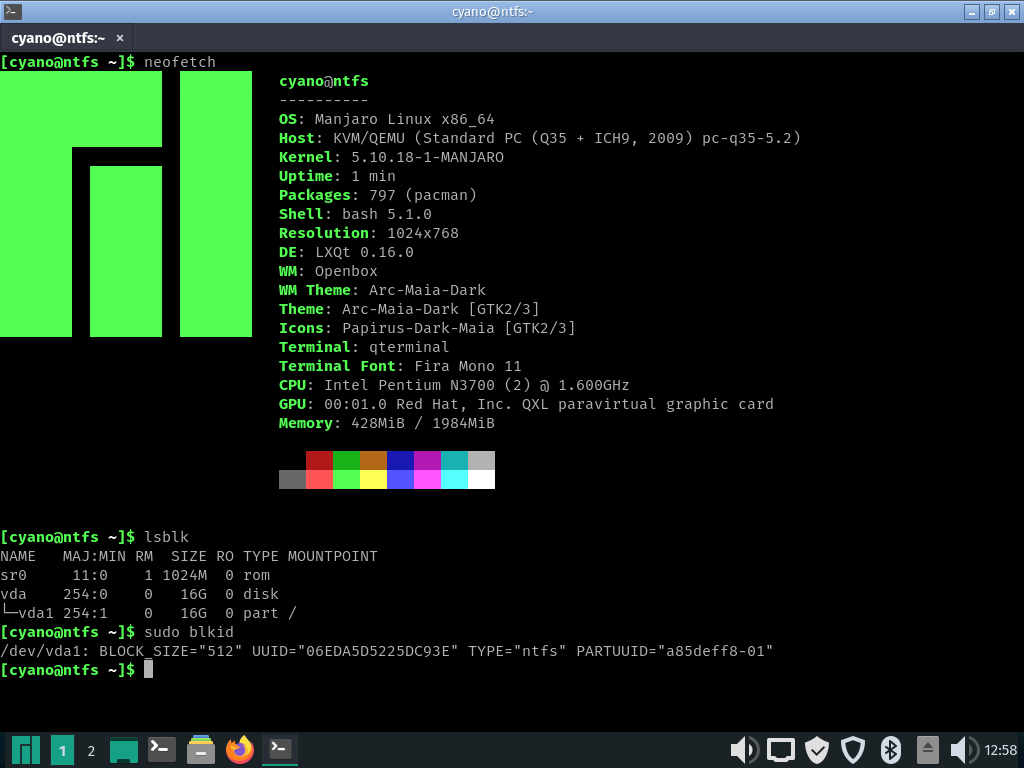 cyano@ntfs:~
cyano@ntfs:~ ×
[cyano@ntfs ~]$ neofetch
cyano@ntfs
----------
OS: Manjaro Linux x86_64
Host: KVM/QEMU (Standard PC (Q35 + ICH9, 2009) pc-q35-5.2)
Kernel: 5.10.18-1-MANJARO
Uptime: 1 min
Packages: 797 (pacman)
Shell: bash 5.1.0
Resolution: 1024x768
DE: LXQt 0.16.0
WM: Openbox
WM Theme: Arc-Maia-Dark
Theme: Arc-Maia-Dark [GTK2/3]
Icons: Papirus-Dark-Maia [GTK2/3]
Terminal: qterminal
Terminal Font: Fira Mono 11
CPU: Intel Pentium N3700 (2) @ 1.600GHz
GPU: 00:01.0 Red Hat, Inc. QXL paravirtual graphic card
Memory: 428MiB / 1984MiB
[cyano@ntfs ~]$ lsblk
NAME   MAJ:MIN RM  SIZE RO TYPE MOUNTPOINT
sr0     11:0    1 1024M  0 rom
vda    254:0    0   16G  0 disk
└─vda1 254:1    0   16G  0 part /
[cyano@ntfs ~]$ sudo blkid
/dev/vda1: BLOCK_SIZE="512" UUID="06EDA5D5225DC93E" TYPE="ntfs" PARTUUID="a85deff8-01"
[cyano@ntfs ~]$
1 2 12:58